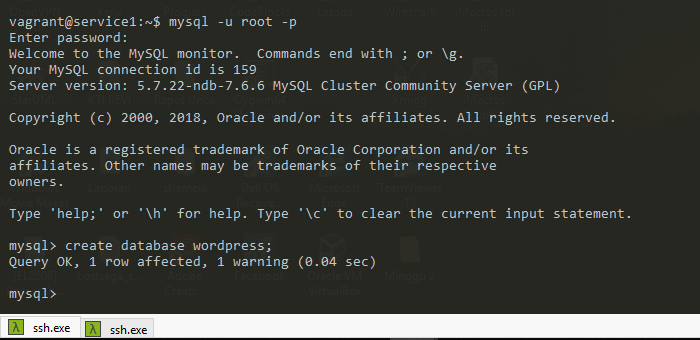 vagrant@service1:~$ mysql -u root -p
Enter password:
Welcome to the MySQL monitor.  Commands end with ; or \g.
Your MySQL connection id is 159
Server version: 5.7.22-ndb-7.6.6 MySQL Cluster Community Server (GPL)
Copyright (c) 2000, 2018, Oracle and/or its affiliates. All rights reserved.
Oracle is a registered trademark of Oracle Corporation and/or its
affiliates. Other names may be trademarks of their respective
owners.
Type 'help;' or '\h' for help. Type '\c' to clear the current input statement.
mysql> create database wordpress;
Query OK, 1 row affected, 1 warning (0.04 sec)
mysql>
λ ssh.exe λ ssh.exe